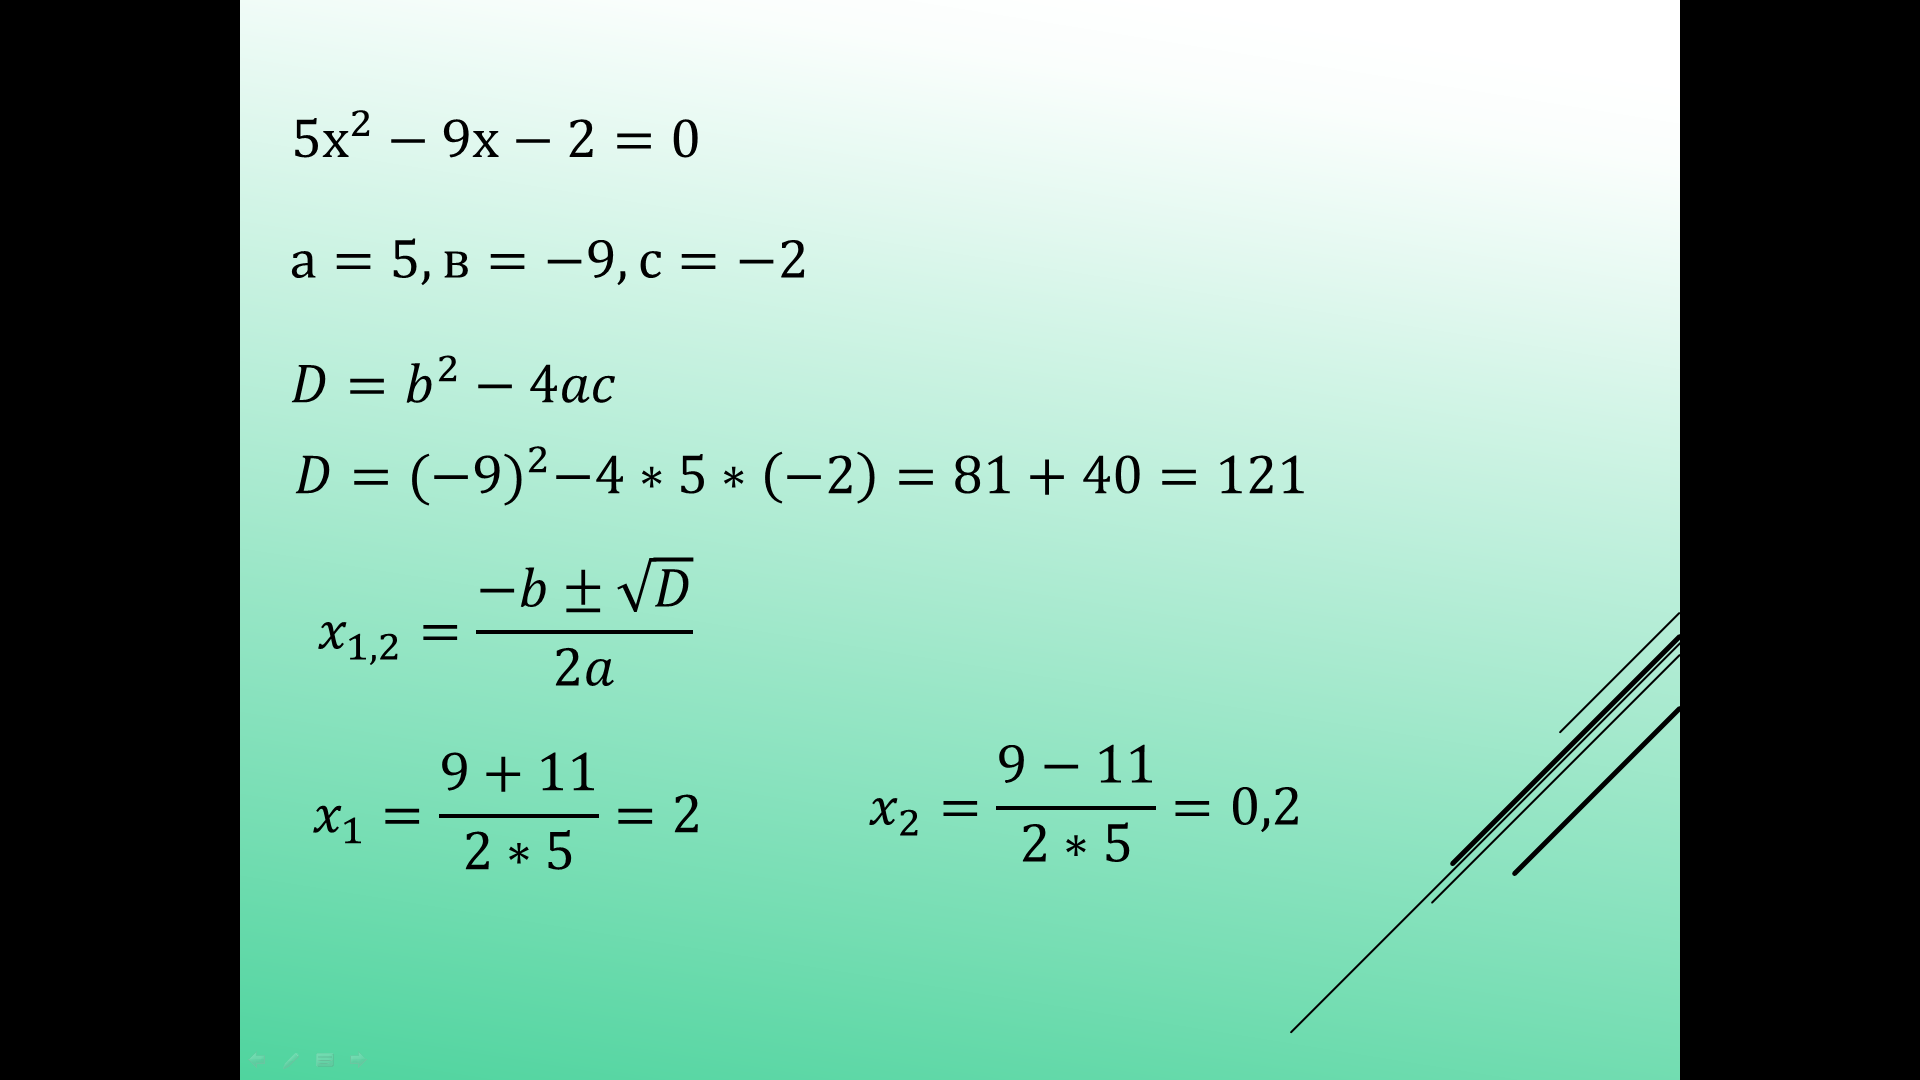 5x² − 9x − 2 = 0
а = 5, в = −9, с = −2
D = b² − 4ac
D = (−9)² −4 ∗ 5 ∗ (−2) = 81 + 40 = 121
x₁,₂ = (−b ± √D) / 2a
x₁ = (9 + 11) / (2 ∗ 5) = 2
x₂ = (9 − 11) / (2 ∗ 5) = 0,2